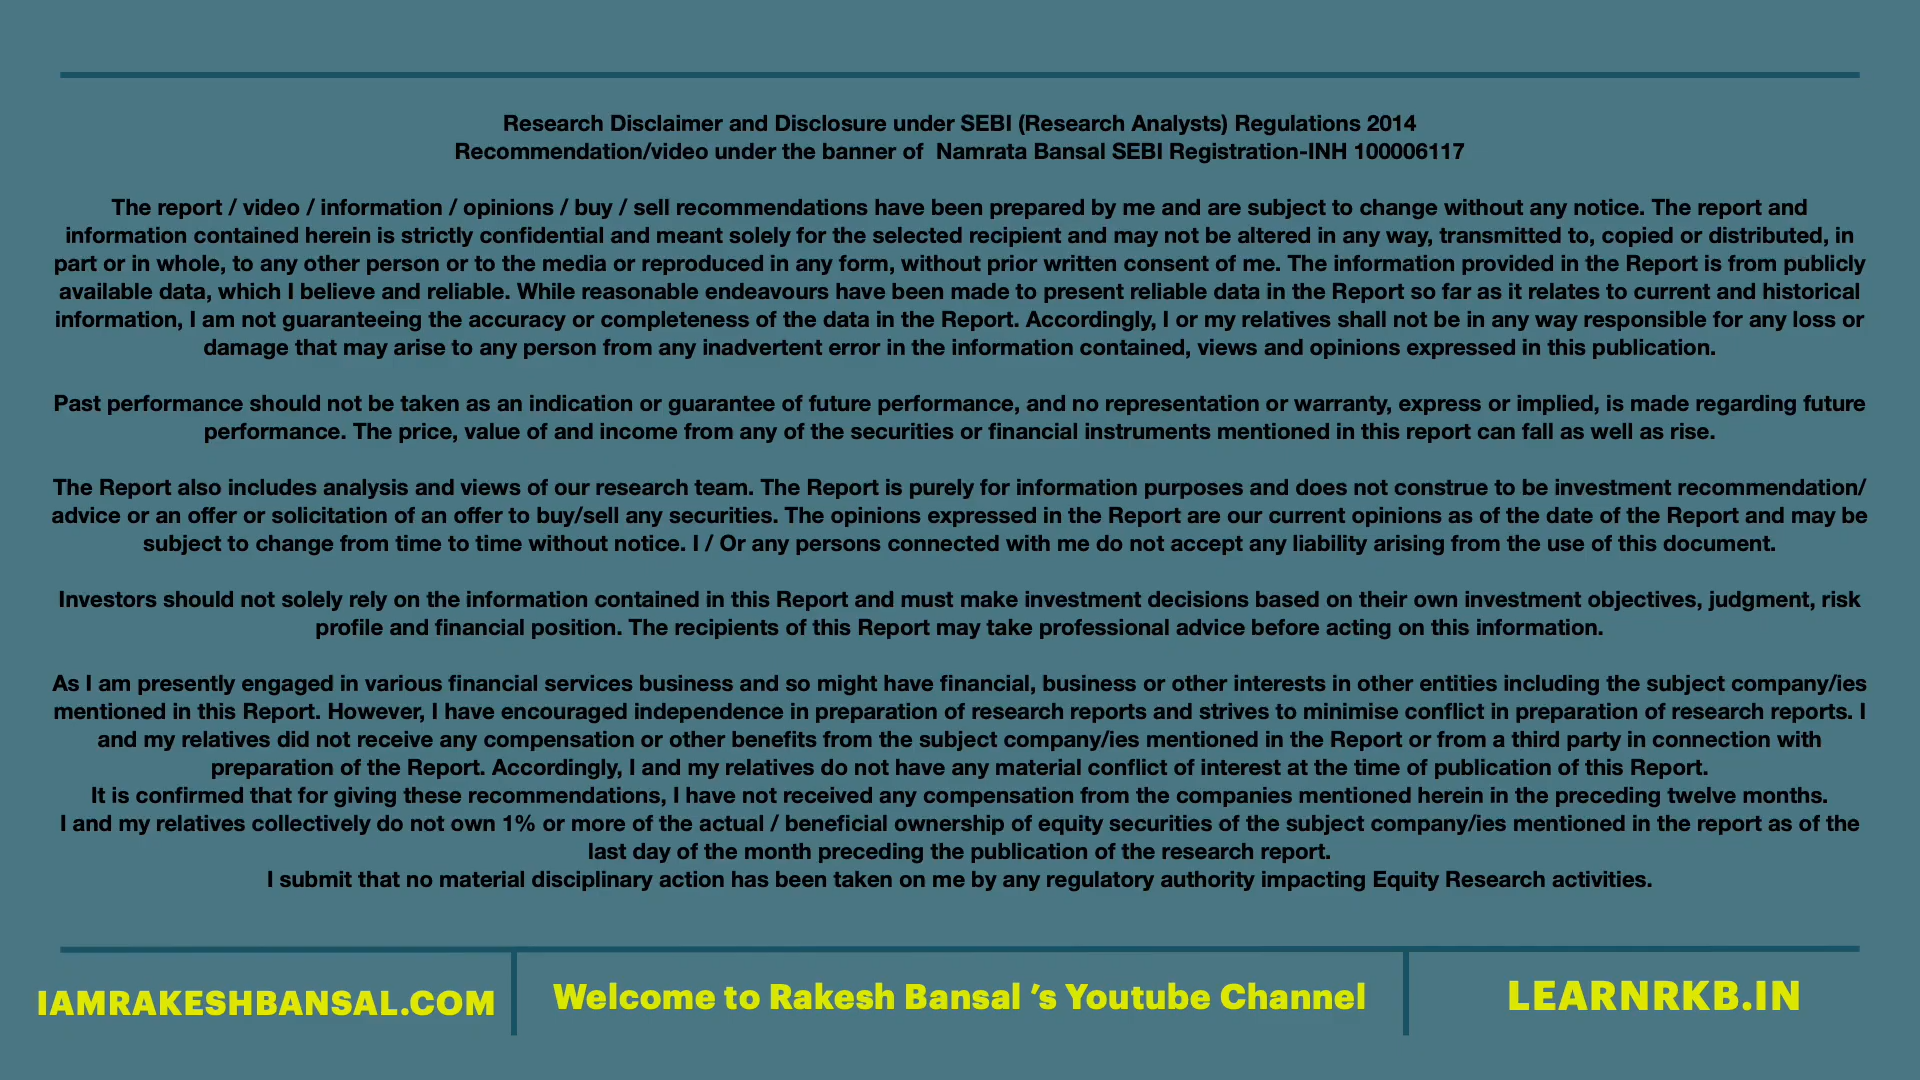 Research Disclaimer and Disclosure under SEBI (Research Analysts) Regulations 2014
Recommendation/video under the banner of  Namrata Bansal SEBI Registration-INH 100006117
The report / video / information / opinions / buy / sell recommendations have been prepared by me and are subject to change without any notice. The report and
information contained herein is strictly confidential and meant solely for the selected recipient and may not be altered in any way, transmitted to, copied or distributed, in
part or in whole, to any other person or to the media or reproduced in any form, without prior written consent of me. The information provided in the Report is from publicly
available data, which I believe and reliable. While reasonable endeavours have been made to present reliable data in the Report so far as it relates to current and historical
information, I am not guaranteeing the accuracy or completeness of the data in the Report. Accordingly, I or my relatives shall not be in any way responsible for any loss or
damage that may arise to any person from any inadvertent error in the information contained, views and opinions expressed in this publication.
Past performance should not be taken as an indication or guarantee of future performance, and no representation or warranty, express or implied, is made regarding future
performance. The price, value of and income from any of the securities or financial instruments mentioned in this report can fall as well as rise.
The Report also includes analysis and views of our research team. The Report is purely for information purposes and does not construe to be investment recommendation/
advice or an offer or solicitation of an offer to buy/sell any securities. The opinions expressed in the Report are our current opinions as of the date of the Report and may be
subject to change from time to time without notice. I / Or any persons connected with me do not accept any liability arising from the use of this document.
Investors should not solely rely on the information contained in this Report and must make investment decisions based on their own investment objectives, judgment, risk
profile and financial position. The recipients of this Report may take professional advice before acting on this information.
As I am presently engaged in various financial services business and so might have financial, business or other interests in other entities including the subject company/ies
mentioned in this Report. However, I have encouraged independence in preparation of research reports and strives to minimise conflict in preparation of research reports. I
and my relatives did not receive any compensation or other benefits from the subject company/ies mentioned in the Report or from a third party in connection with
preparation of the Report. Accordingly, I and my relatives do not have any material conflict of interest at the time of publication of this Report.
It is confirmed that for giving these recommendations, I have not received any compensation from the companies mentioned herein in the preceding twelve months.
I and my relatives collectively do not own 1% or more of the actual / beneficial ownership of equity securities of the subject company/ies mentioned in the report as of the
last day of the month preceding the publication of the research report.
I submit that no material disciplinary action has been taken on me by any regulatory authority impacting Equity Research activities.
IAMRAKESHBANSAL.COM
Welcome to Rakesh Bansal ’s Youtube Channel
LEARNRKB.IN